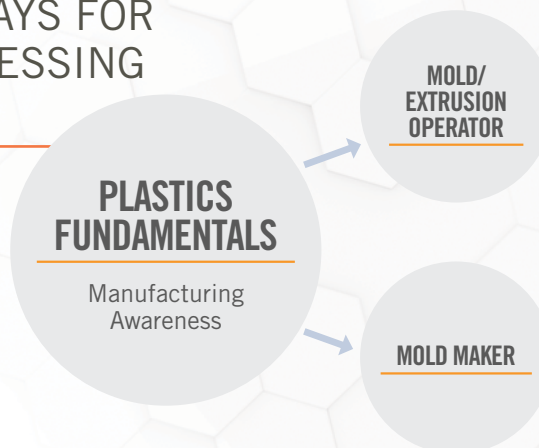 AYS FOR
ESSING
PLASTICS
FUNDAMENTALS
Manufacturing
Awareness
MOLD/
EXTRUSION
OPERATOR
MOLD MAKER